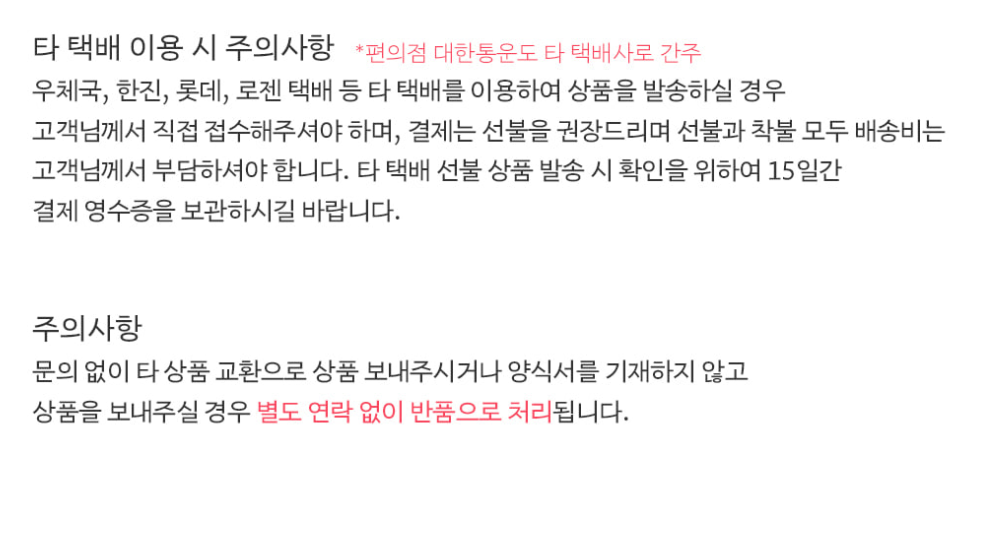 타 택배 이용 시 주의사항 *편의점 대한통운도 타 택배사로 간주
우체국, 한진, 롯데, 로젠 택배 등 타 택배를 이용하여 상품을 발송하실 경우
고객님께서 직접 접수해주셔야 하며, 결제는 선불을 권장드리며 선불과 착불 모두 배송비는
고객님께서 부담하셔야 합니다. 타 택배 선불 상품 발송 시 확인을 위하여 15일간
결제 영수증을 보관하시길 바랍니다.
주의사항
문의 없이 타 상품 교환으로 상품 보내주시거나 양식서를 기재하지 않고
상품을 보내주실 경우 별도 연락 없이 반품으로 처리됩니다.